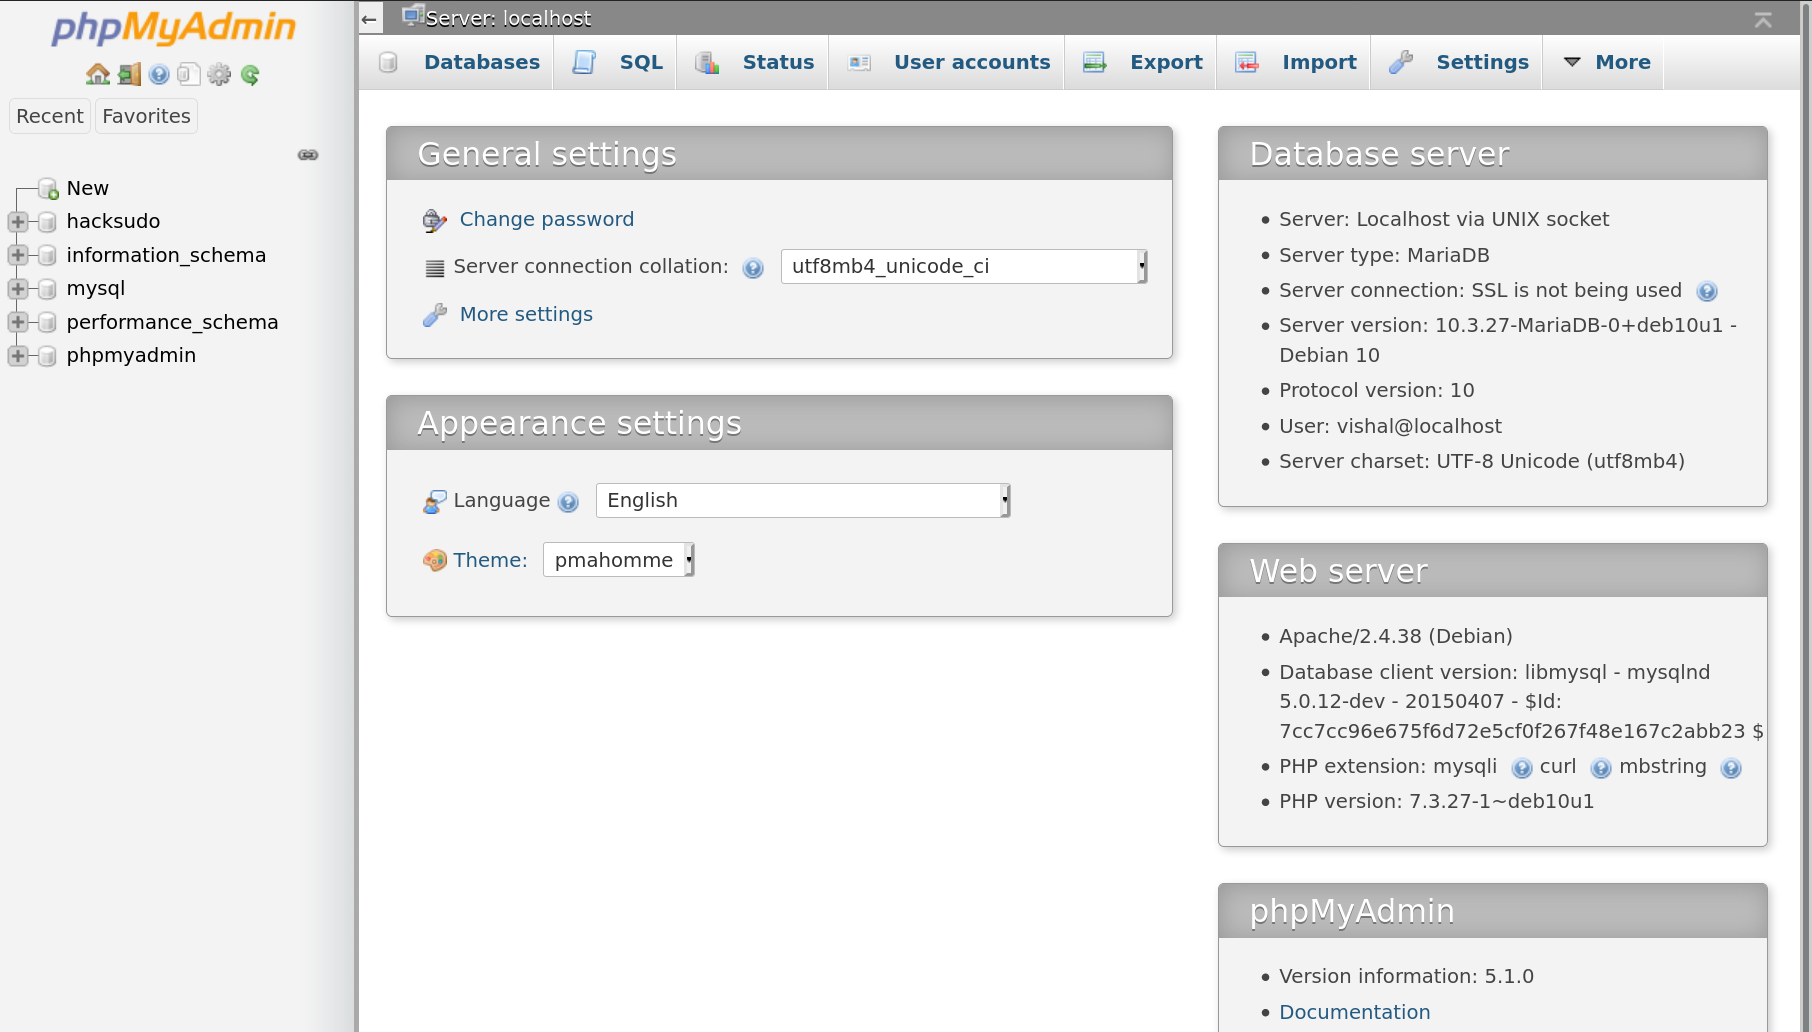 phpMyAdmin
Recent Favorites
New
hacksudo
information_schema
mysql
performance_schema
phpmyadmin
Server: localhost
Databases SQL Status User accounts Export Import Settings More
General settings
Change password
Server connection collation: utf8mb4_unicode_ci
More settings
Appearance settings
Language English
Theme: pmahomme
Database server
Server: Localhost via UNIX socket
Server type: MariaDB
Server connection: SSL is not being used
Server version: 10.3.27-MariaDB-0+deb10u1 -
Debian 10
Protocol version: 10
User: vishal@localhost
Server charset: UTF-8 Unicode (utf8mb4)
Web server
Apache/2.4.38 (Debian)
Database client version: libmysql - mysqlnd
5.0.12-dev - 20150407 - $Id:
7cc7cc96e675f6d72e5cf0f267f48e167c2abb23 $
PHP extension: mysqli curl mbstring
PHP version: 7.3.27-1~deb10u1
phpMyAdmin
Version information: 5.1.0
Documentation